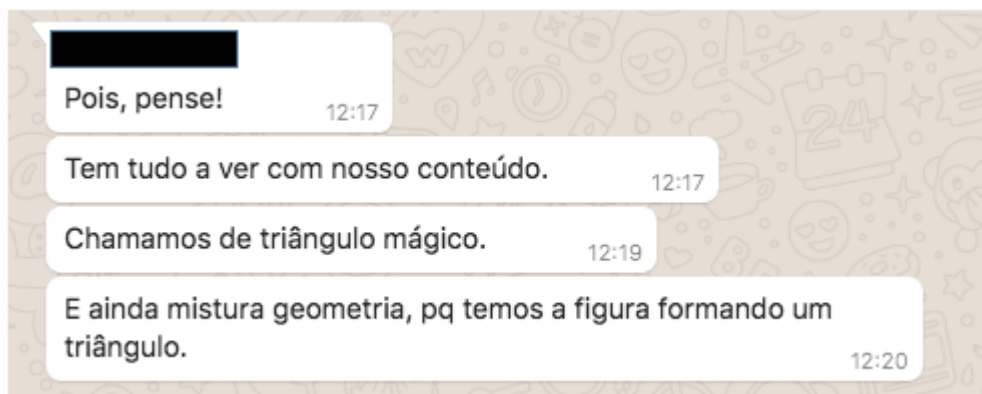 Pois, pense!
12:17
Tem tudo a ver com nosso conteúdo.
12:17
Chamamos de triângulo mágico.
12:19
E ainda mistura geometria, pq temos a figura formando um
triângulo.
12:20
24